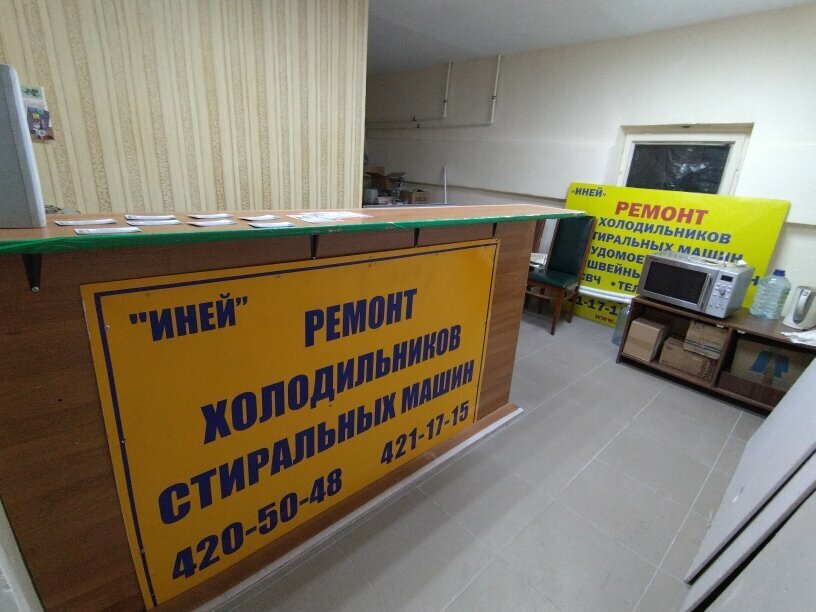 "ИНЕЙ"
РЕМОНТ
ХОЛОДИЛЬНИКОВ
СТИРАЛЬНЫХ МАШИН
420-50-48 421-17-15
"ИНЕЙ"
РЕМОНТ
ХОЛОДИЛЬНИКОВ
СТИРАЛЬНЫХ МАШИН